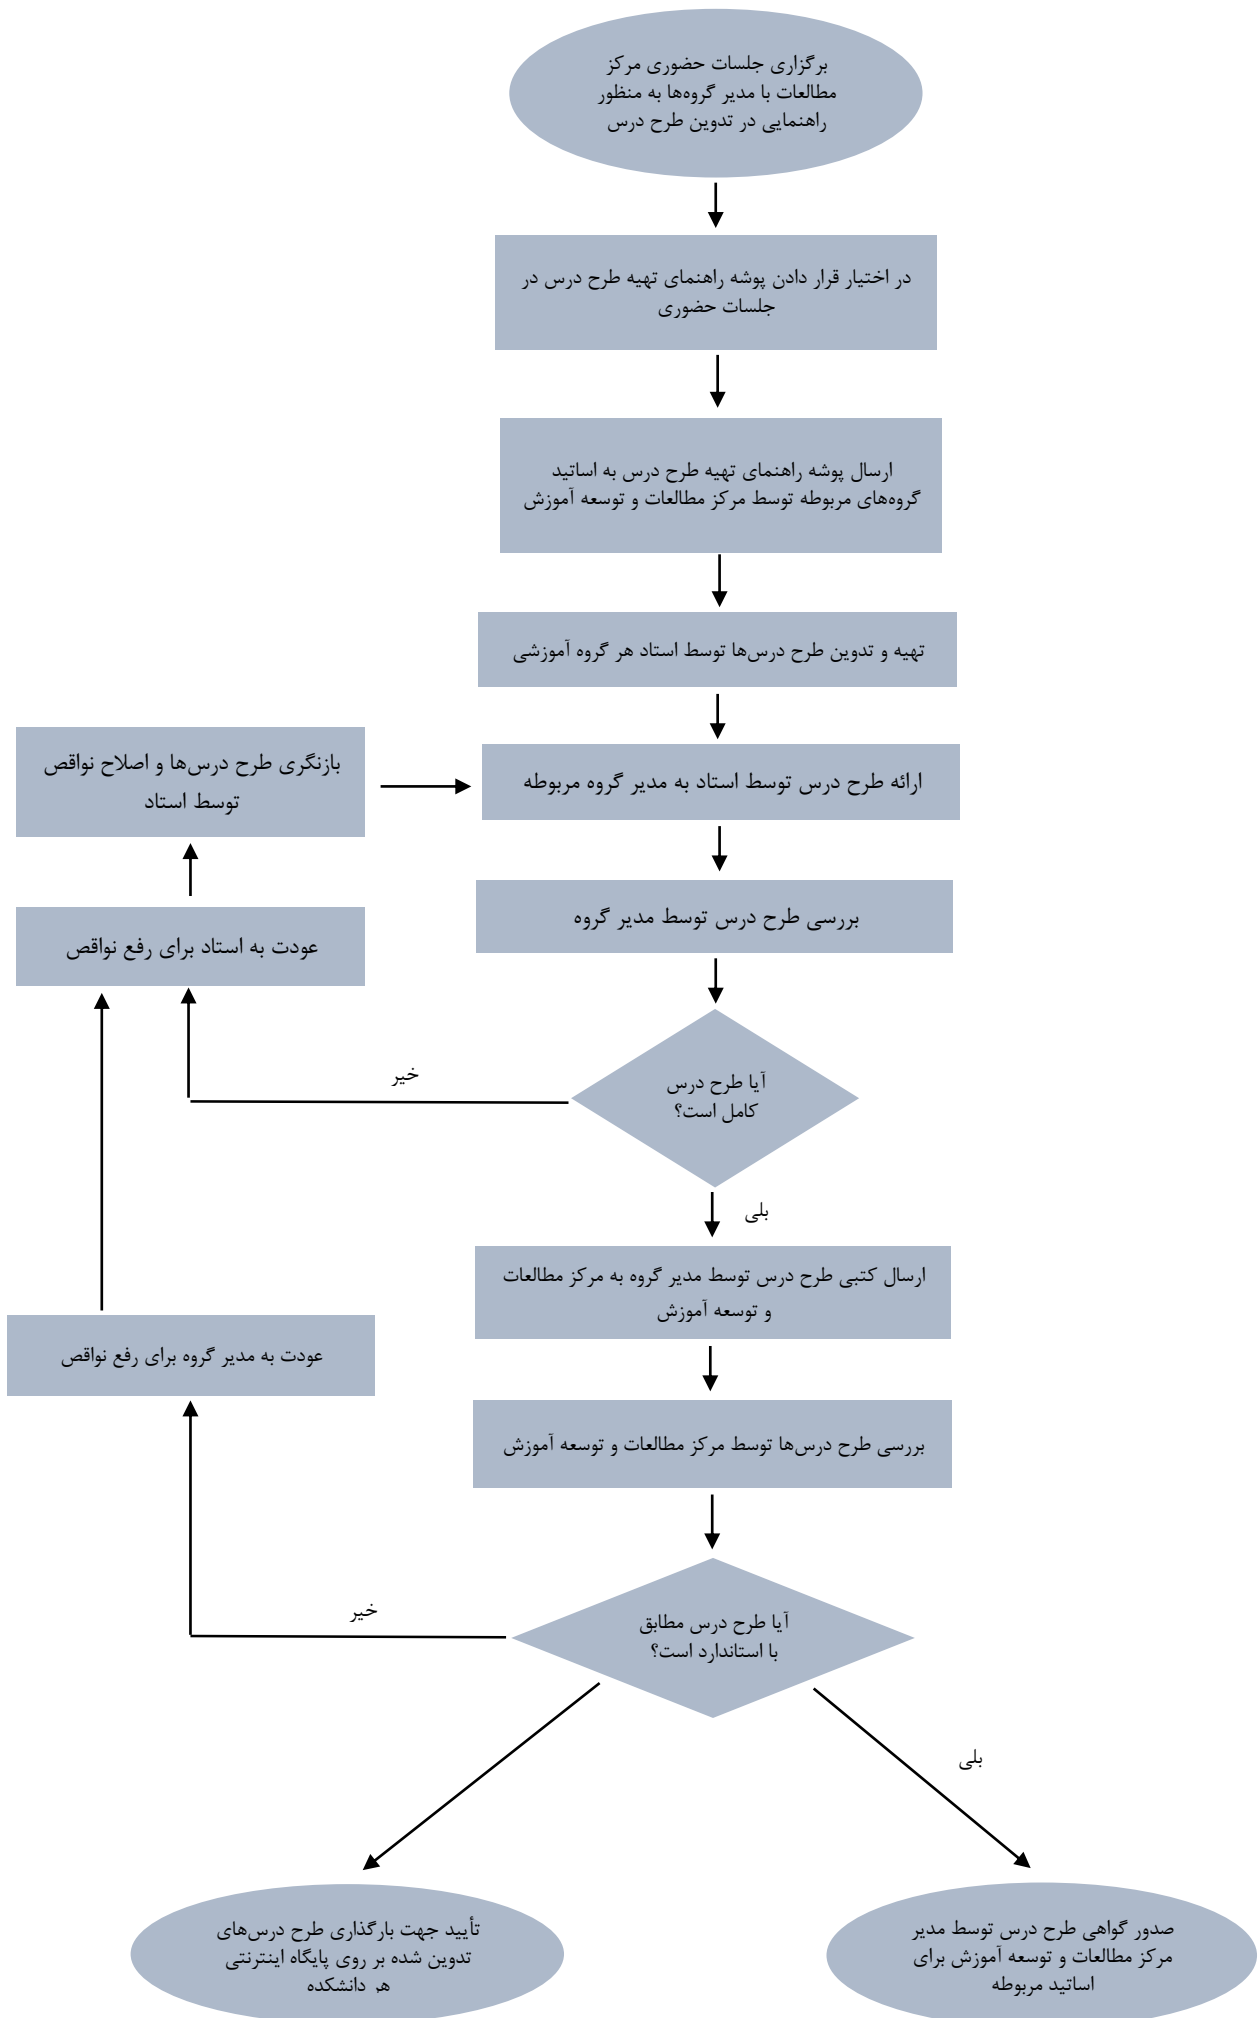 برگزاری جلسات حضوری مرکز
مطالعات با مدیر گروه‌ها به منظور
راهنمایی در تدوین طرح درس
در اختیار قرار دادن پوشه راهنمای تهیه طرح درس در
جلسات حضوری
ارسال پوشه راهنمای تهیه طرح درس به اساتید
گروه‌های مربوطه توسط مرکز مطالعات و توسعه آموزش
تهیه و تدوین طرح درس‌ها توسط استاد هر گروه آموزشی
ارائه طرح درس توسط استاد به مدیر گروه مربوطه
بازنگری طرح درس‌ها و اصلاح نواقص
توسط استاد
بررسی طرح درس توسط مدیر گروه
عودت به استاد برای رفع نواقص
آیا طرح درس
کامل است؟
خیر
بلی
ارسال کتبی طرح درس توسط مدیر گروه به مرکز مطالعات
و توسعه آموزش
عودت به مدیر گروه برای رفع نواقص
بررسی طرح درس‌ها توسط مرکز مطالعات و توسعه آموزش
آیا طرح درس مطابق
با استاندارد است؟
خیر
بلی
صدور گواهی طرح درس توسط مدیر
مرکز مطالعات و توسعه آموزش برای
اساتید مربوطه
تأیید جهت بارگذاری طرح درس‌های
تدوین شده بر روی پایگاه اینترنتی
هر دانشکده